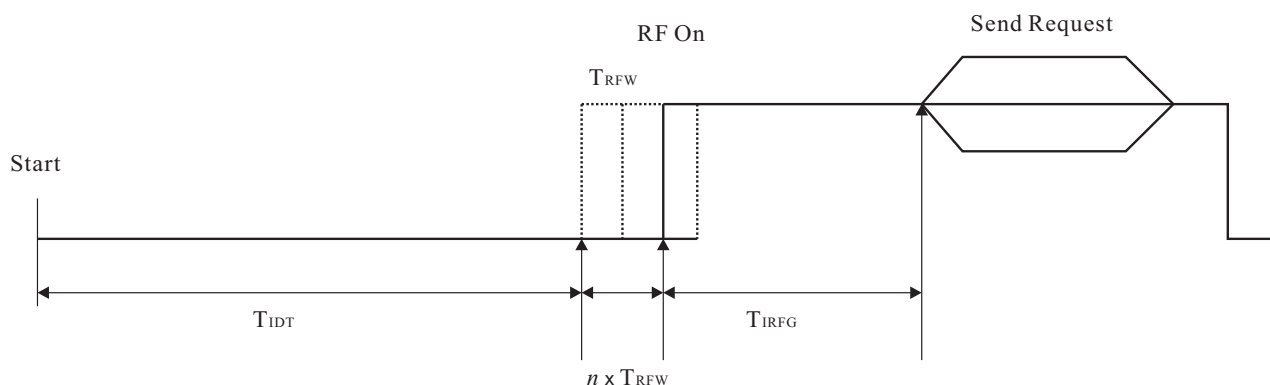 RF On
Send Request
TRFW
Start
TIDT
TIRFG
n x TRFW